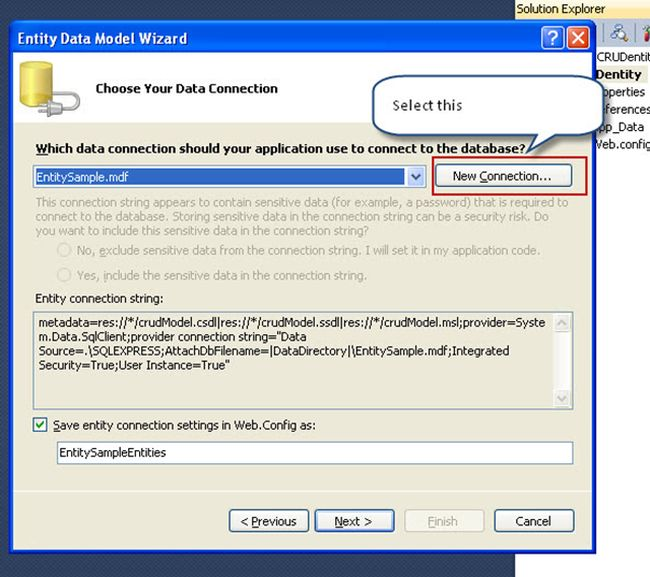 Solution Explorer
Entity Data Model Wizard
CRUDentit
Dentity
Choose Your Data Connection
operties
eferences
Select this
pp_Data
Web.config
Which data connection should your application use to connect to the database?
EntitySample.mdf
New Connection...
This connection string appears to contain sensitive data (for example, a password) that is required to
connect to the database. Storing sensitive data in the connection string can be a security risk. Do
you want to include this sensitive data in the connection string?
No, exclude sensitive data from the connection string. I will set it in my application code.
Yes, include the sensitive data in the connection string.
Entity connection string:
metadata=res://*/crudModel.csdl|res://*/crudModel.ssdl|res://*/crudModel.msl;provider=Syste
m.Data.SqlClient;provider connection string="Data
Source=.\SQLEXPRESS;AttachDbFilename=|DataDirectory|\EntitySample.mdf;Integrated
Security=True;User Instance=True"
Save entity connection settings in Web.Config as:
EntitySampleEntities
< Previous
Next >
Finish
Cancel